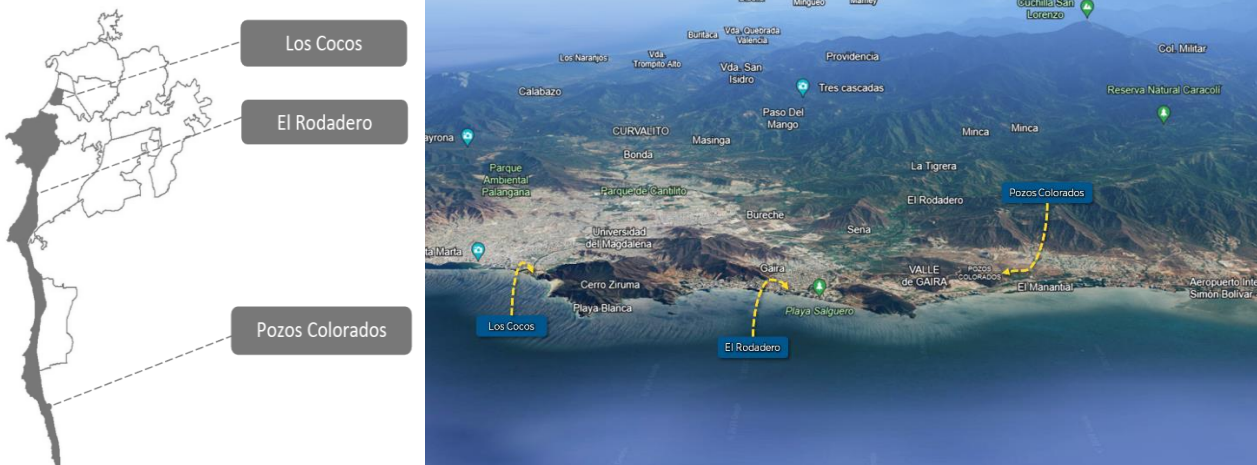 Los Cocos
El Rodadero
Pozos Colorados
Mingueo
Cuchilla San
Lorenzo
Buritaca
Vda. Quebrada
Valencia
Los Naranjos
Vda.
Trompito Alto
Vda. San
Isidro
Providencia
Col. Militar
Calabazo
Tres cascadas
Reserva Natural Caracolí
Paso Del
Mango
ayrona
CURVALITO
Masinga
Minca
Minca
Bonda
La Tigrera
Parque
Ambiental
Palangana
Parque de Cantilito
El Rodadero
Pozos Colorados
Bureche
Universidad
del Magdalena
Sena
ta Marta
Gaira
VALLE
de GAIRA
POZOS
COLORADOS
Cerro Ziruma
El Manantial
Aeropuerto Inte
Simón Bolívar
Playa Blanca
Playa Salguero
Los Cocos
El Rodadero